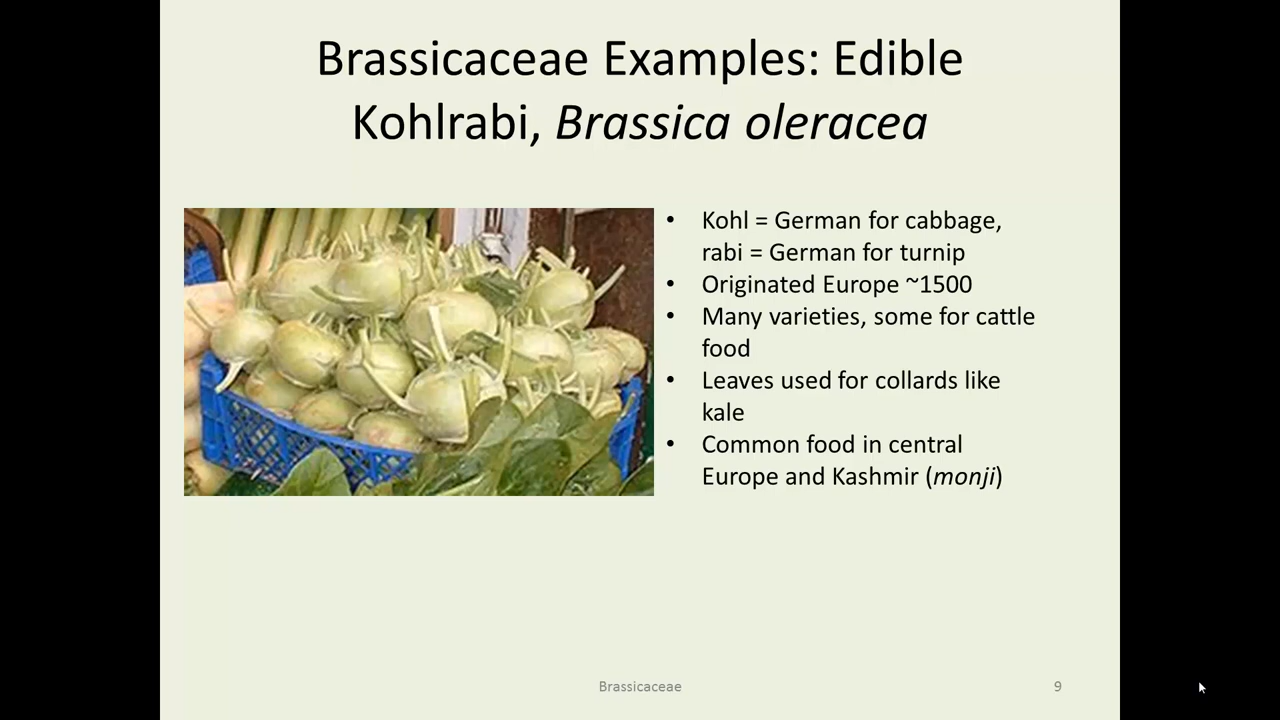 Brassicaceae Examples: Edible
Kohlrabi, Brassica oleracea
• Kohl = German for cabbage,
rabi = German for turnip
• Originated Europe ~1500
• Many varieties, some for cattle
food
• Leaves used for collards like
kale
• Common food in central
Europe and Kashmir (monji)
Brassicaceae
9